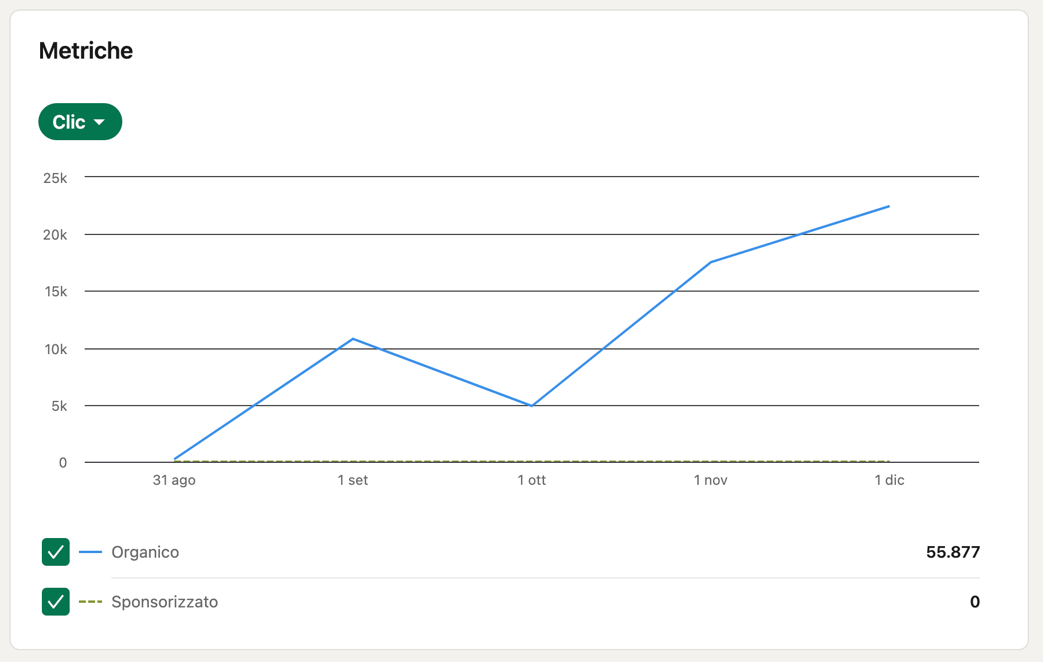 Metriche
Clic
25k
20k
15k
10k
5k
0
31 ago 1 set 1 ott 1 nov 1 dic
Organico 55.877
Sponsorizzato 0